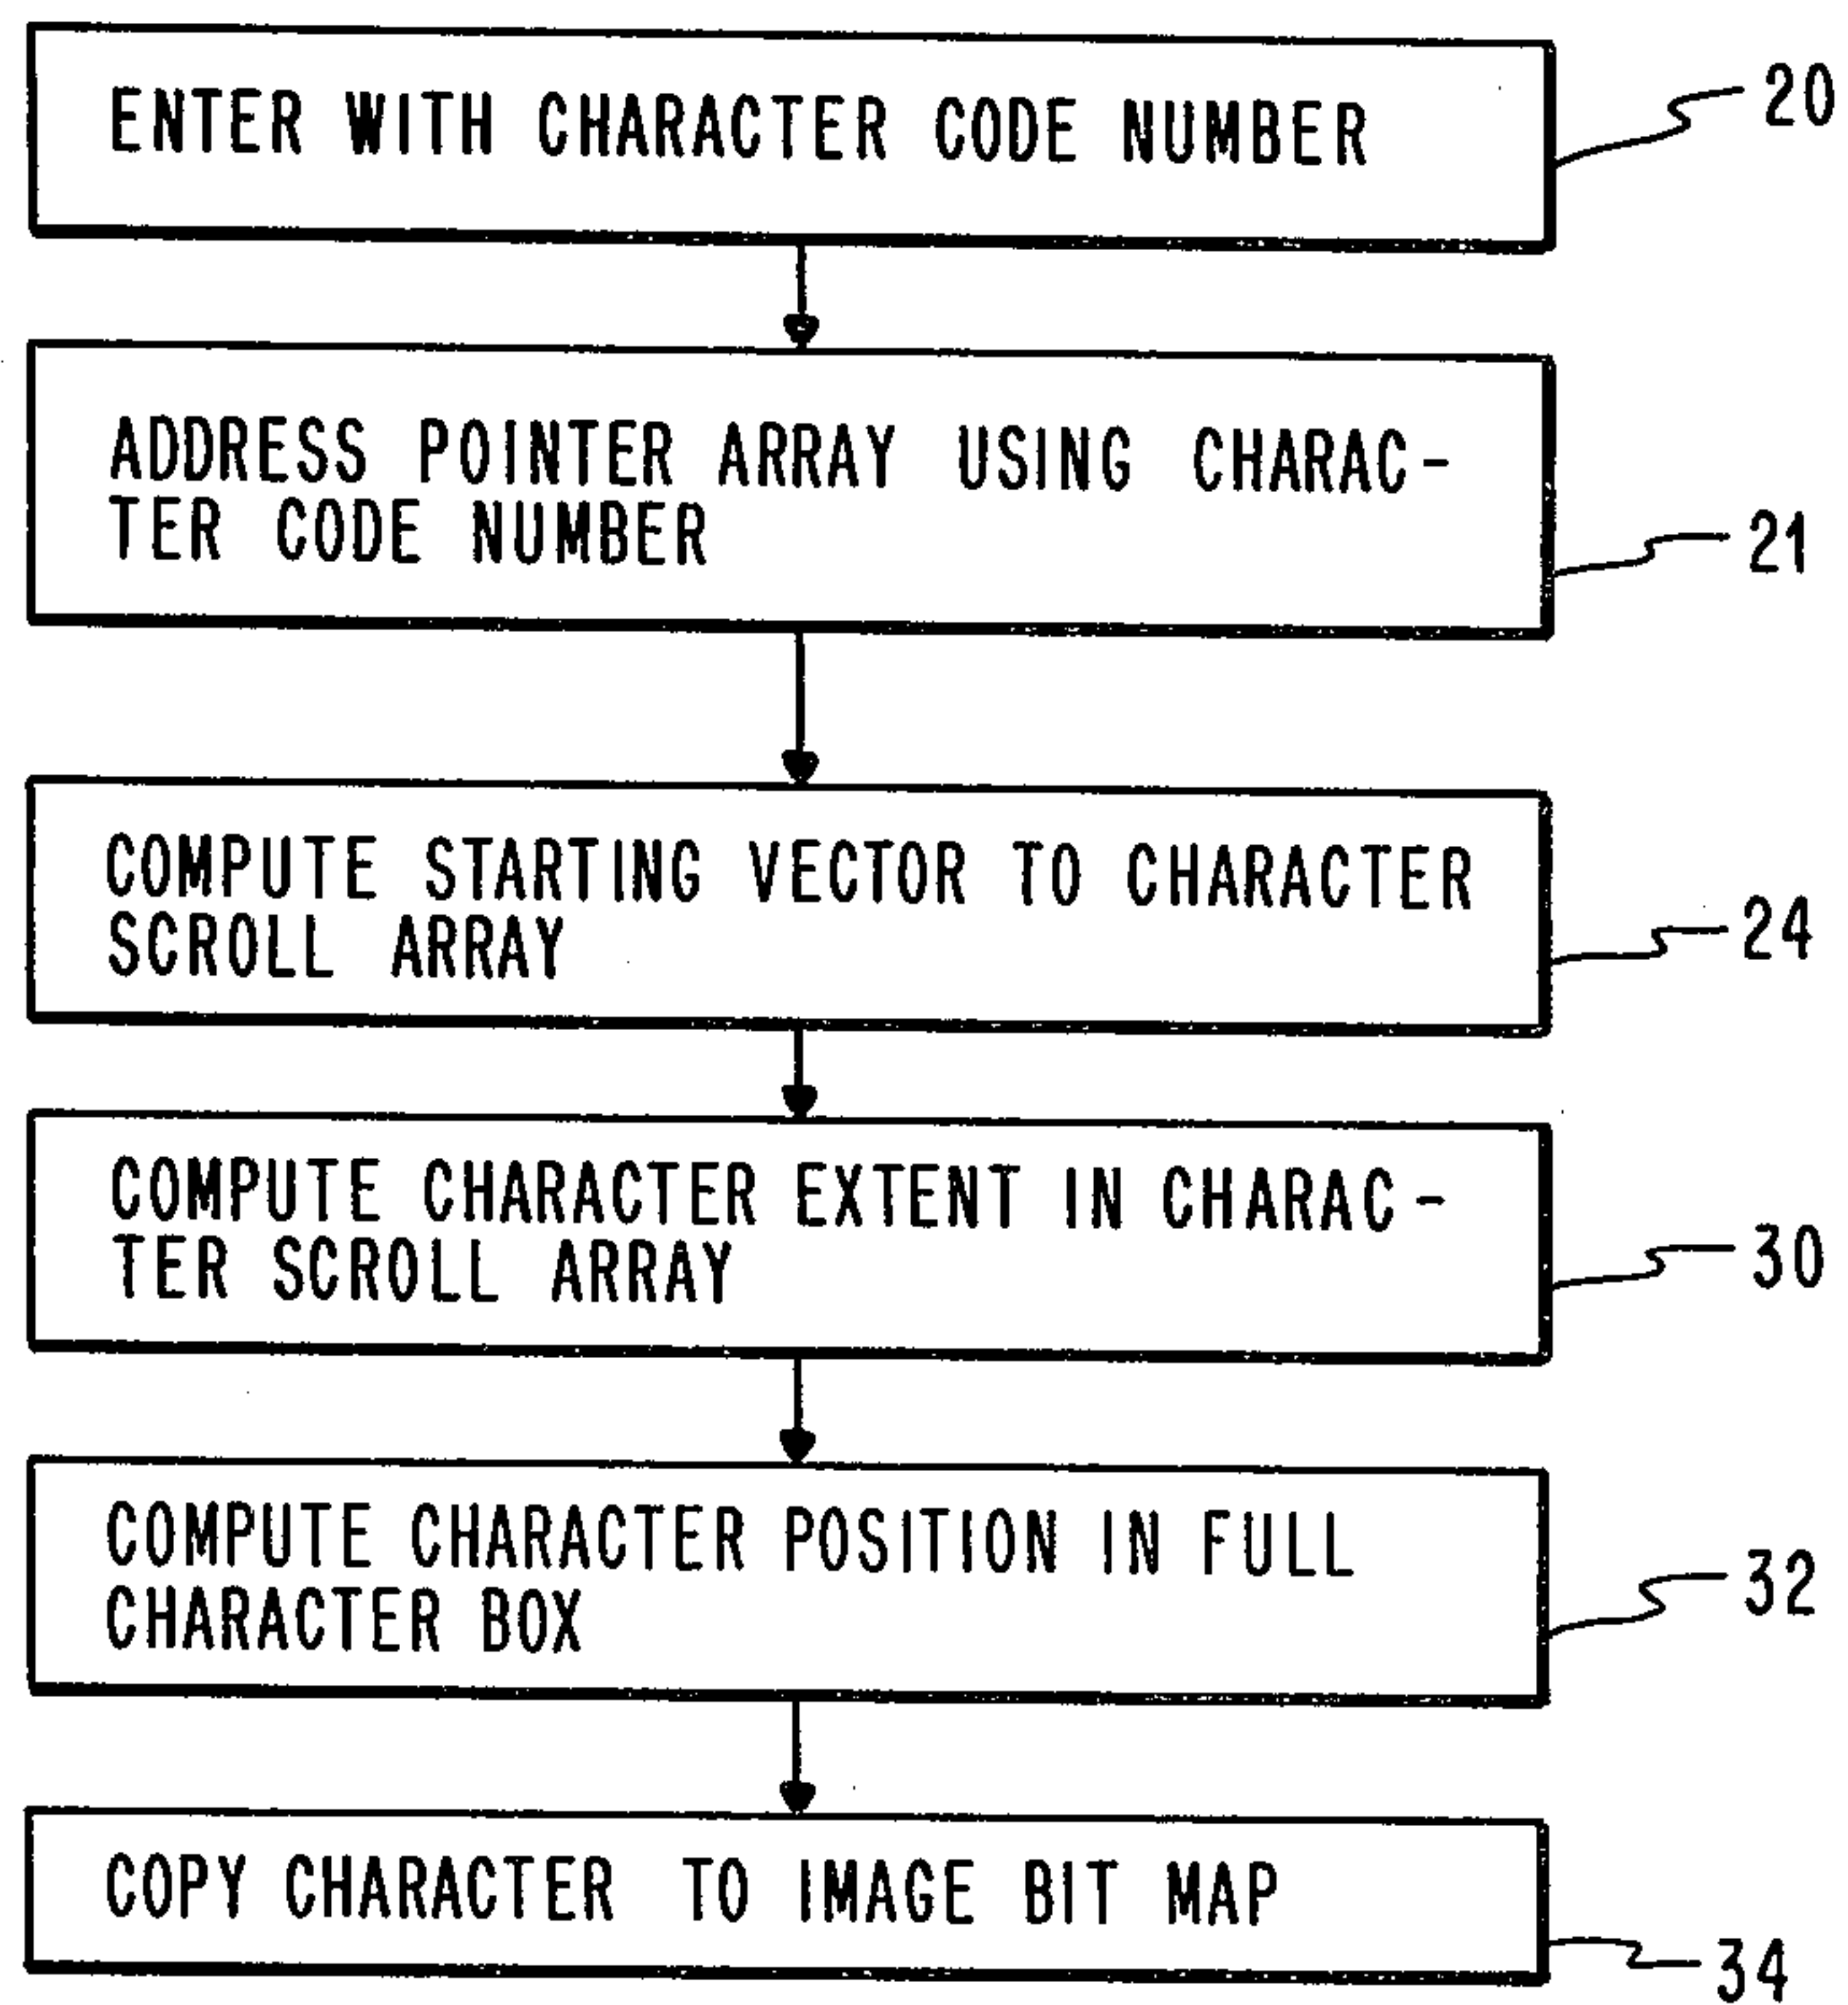 ENTER WITH CHARACTER CODE NUMBER
20
ADDRESS POINTER ARRAY USING CHARAC-
TER CODE NUMBER
21
COMPUTE STARTING VECTOR TO CHARACTER
SCROLL ARRAY
24
COMPUTE CHARACTER EXTENT IN CHARAC-
TER SCROLL ARRAY
30
COMPUTE CHARACTER POSITION IN FULL
CHARACTER BOX
32
COPY CHARACTER TO IMAGE BIT MAP
34